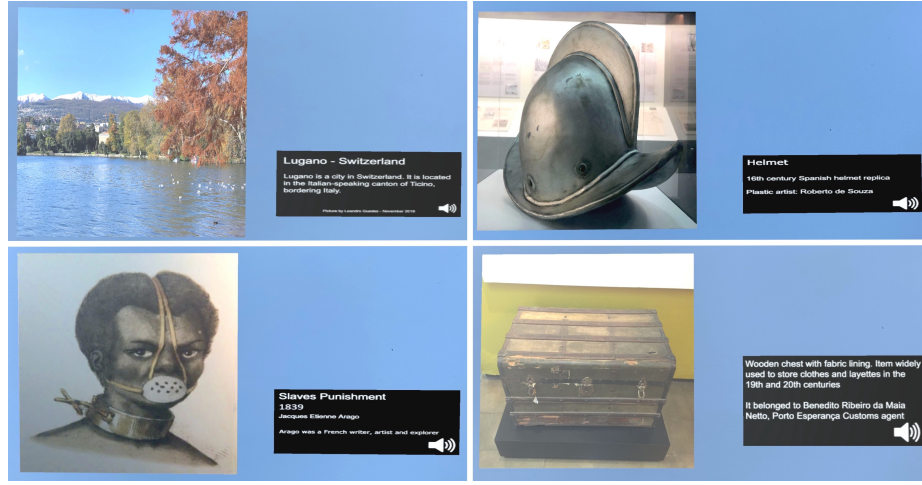 Lugano - Switzerland
Lugano is a city in Switzerland. It is located
in the Italian-speaking canton of Ticino,
bordering Italy.
Picture by Leandro Guedes - November 2018
Helmet
16th century Spanish helmet replica
Plastic artist: Roberto de Souza
Slaves Punishment
1839
Jacques Etienne Arago
Arago was a French writer, artist and explorer
Wooden chest with fabric lining. Item widely
used to store clothes and layettes in the
19th and 20th centuries
It belonged to Benedito Ribeiro da Maia
Netto, Porto Esperança Customs agent